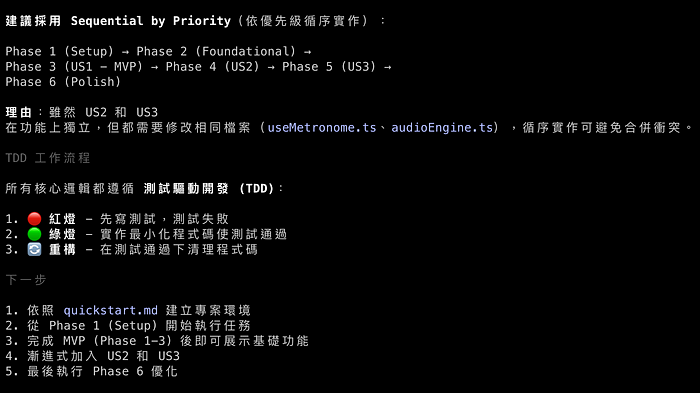 建議採用 Sequential by Priority（依優先級循序實作）：
Phase 1 (Setup) → Phase 2 (Foundational) →
Phase 3 (US1 - MVP) → Phase 4 (US2) → Phase 5 (US3) →
Phase 6 (Polish)
理由：雖然 US2 和 US3
在功能上獨立，但都需要修改相同檔案 (useMetronome.ts、audioEngine.ts)，循序實作可避免合併衝突。
TDD 工作流程
所有核心邏輯都遵循 測試驅動開發 (TDD)：
1. 🔴 紅燈 - 先寫測試，測試失敗
2. 🟢 綠燈 - 實作最小化程式碼使測試通過
3. 🔄 重構 - 在測試通過下清理程式碼
下一步
1. 依照 quickstart.md 建立專案環境
2. 從 Phase 1 (Setup) 開始執行任務
3. 完成 MVP (Phase 1-3) 後即可展示基礎功能
4. 漸進式加入 US2 和 US3
5. 最後執行 Phase 6 優化